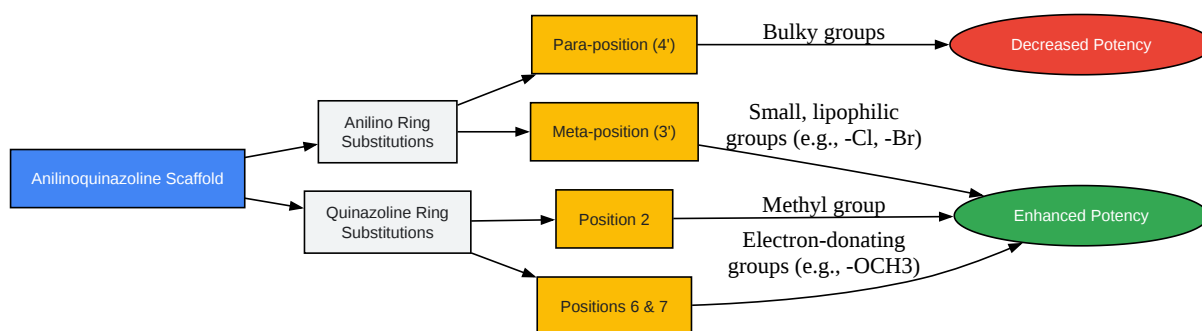 Anilinoquinazoline Scaffold
Anilino Ring
Substitutions
Quinazoline Ring
Substitutions
Para-position (4')
Meta-position (3')
Position 2
Positions 6 & 7
Bulky groups
Small, lipophilic
groups (e.g., -Cl, -Br)
Methyl group
Electron-donating
groups (e.g., -OCH3)
Decreased Potency
Enhanced Potency